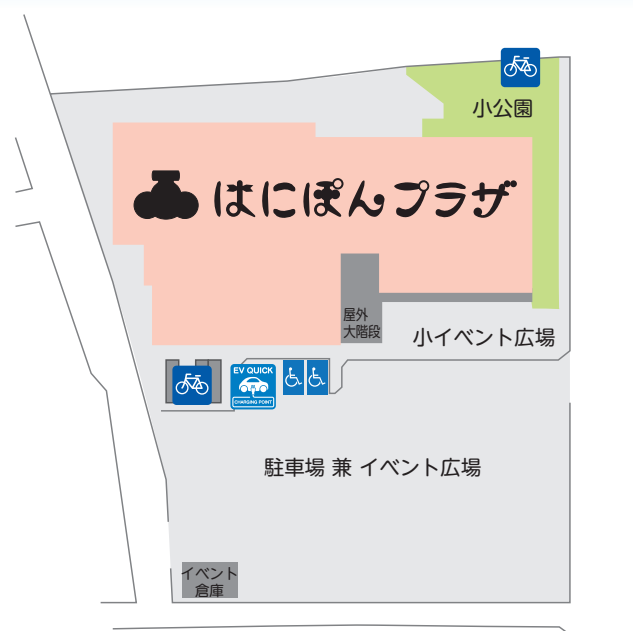 小公園
はにぽんプラザ
屋外
大階段
小イベント広場
EV QUICK
CHARGING POINT
駐車場 兼 イベント広場
イベント
倉庫